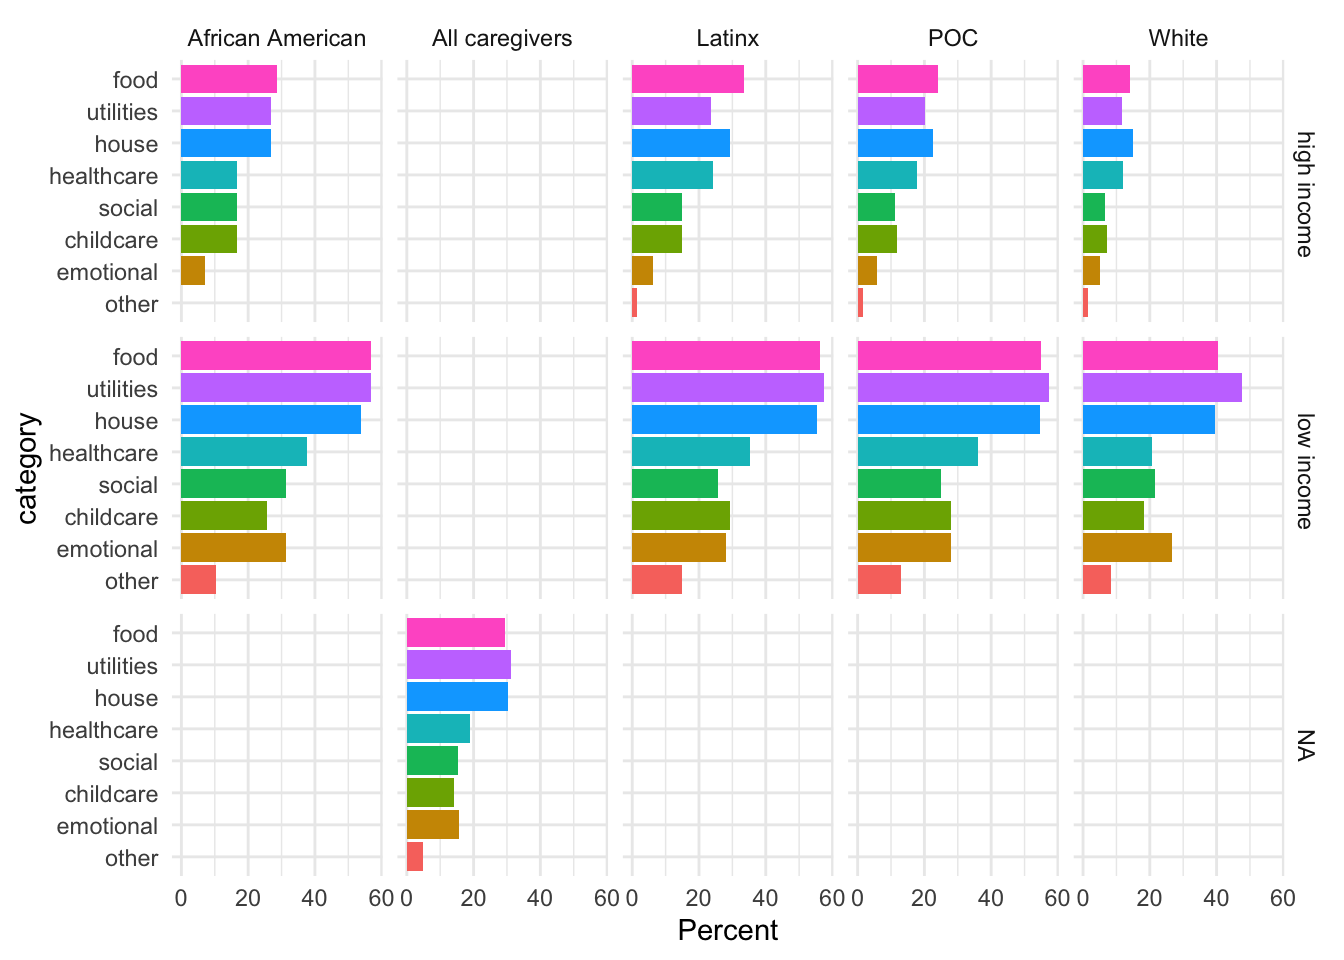 African American
All caregivers
Latinx
POC
White
food
utilities
house
healthcare
social
childcare
emotional
other
high income
food
utilities
house
healthcare
social
childcare
emotional
other
low income
category
food
utilities
house
healthcare
social
childcare
emotional
other
NA
0 20 40 60
0 20 40 60
0 20 40 60
0 20 40 60
0 20 40 60
Percent